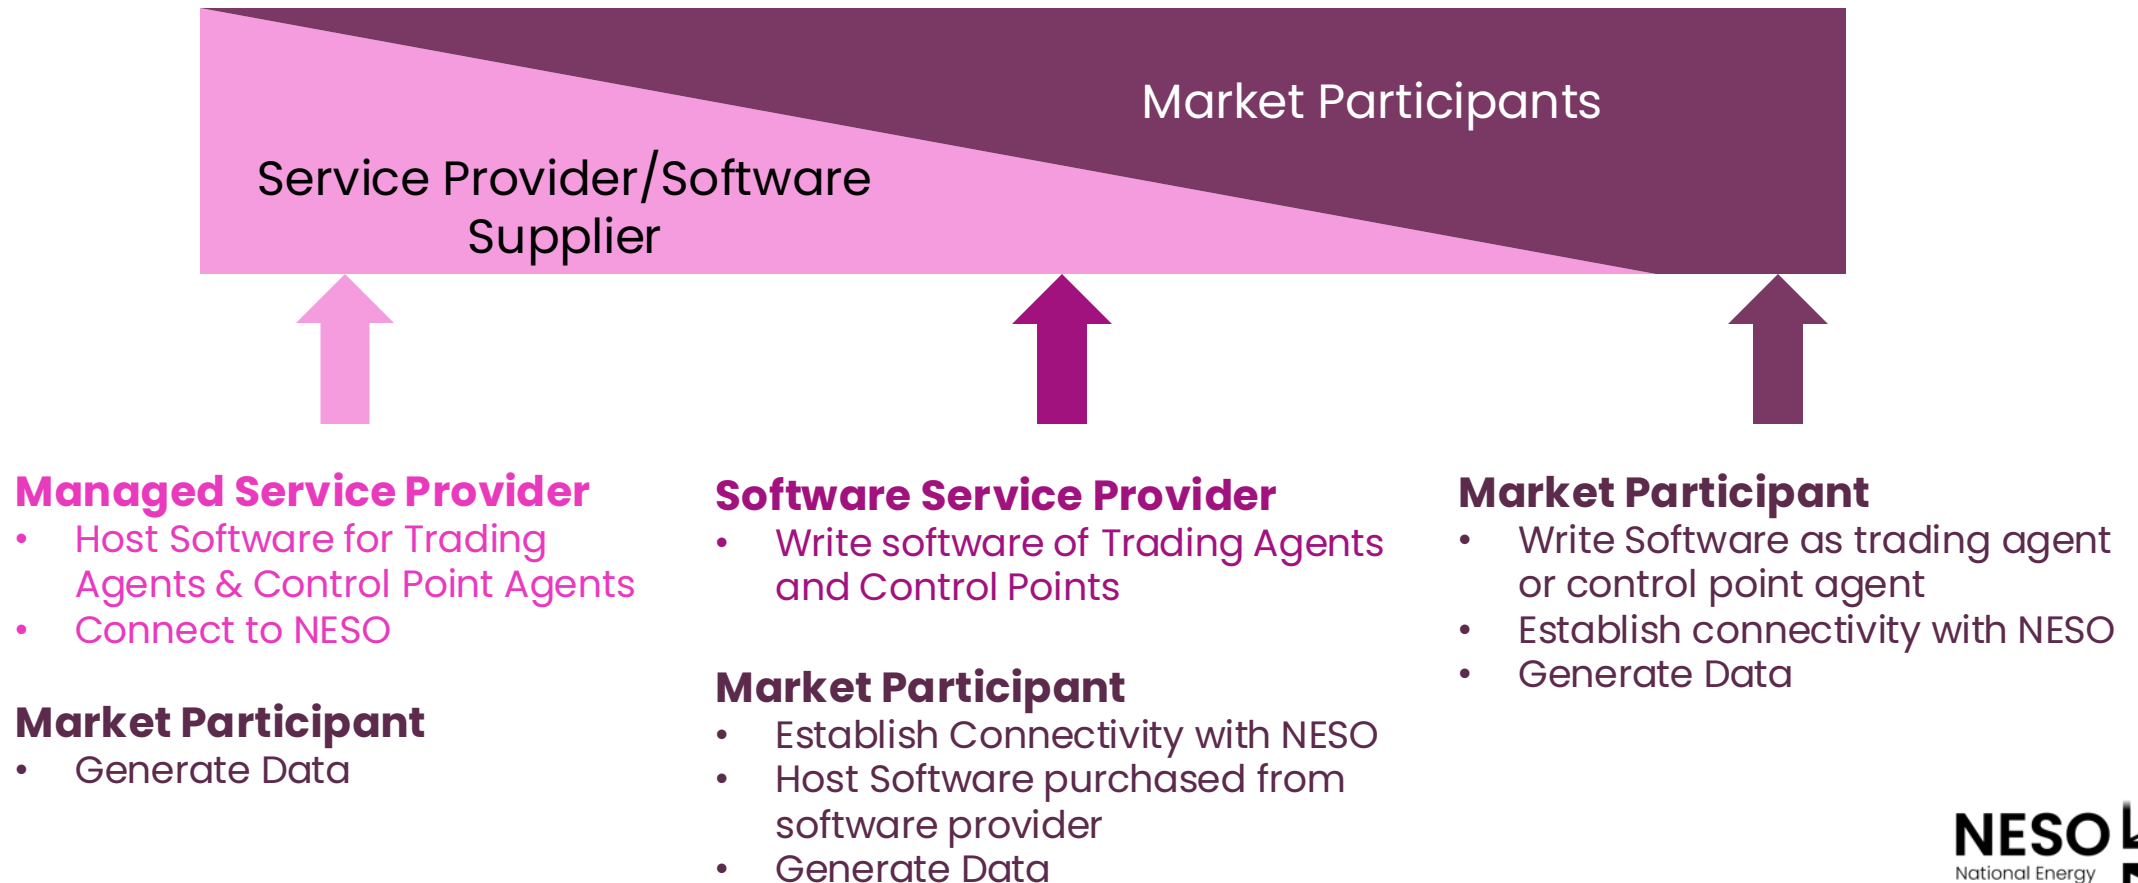 Market Participants
Service Provider/Software
Supplier
Managed Service Provider
• Host Software for Trading
Agents & Control Point Agents
• Connect to NESO
Market Participant
• Generate Data
Software Service Provider
• Write software of Trading Agents
and Control Points
Market Participant
• Establish Connectivity with NESO
• Host Software purchased from
software provider
• Generate Data
Market Participant
• Write Software as trading agent
or control point agent
• Establish connectivity with NESO
• Generate Data
NESO
National Energy